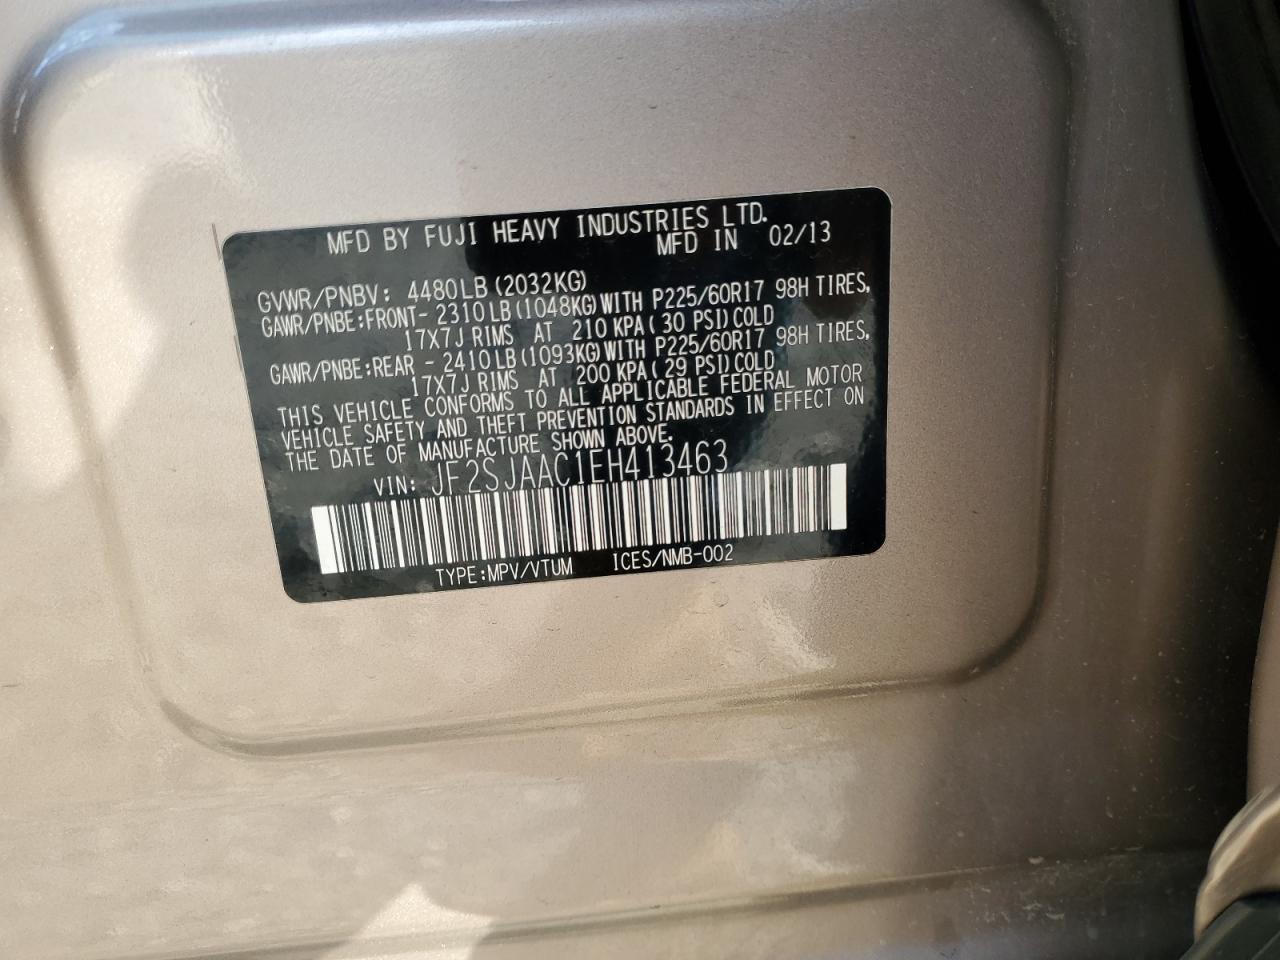 MFD BY FUJI HEAVY INDUSTRIES LTD.
MFD IN 02/13
GVWR/PNBV: 4480LB(2032KG)
GAWR/PNBE:FRONT- 2310LB(1048KG)WITH P225/60R17 98H TIRES,
17X7J RIMS AT 210 KPA( 30 PSI)COLD
GAWR/PNBE:REAR - 2410LB(1093KG)WITH P225/60R17 98H TIRES,
17X7J RIMS AT 200 KPA( 29 PSI)COLD
THIS VEHICLE CONFORMS TO ALL APPLICABLE FEDERAL MOTOR
VEHICLE SAFETY AND THEFT PREVENTION STANDARDS IN EFFECT ON
THE DATE OF MANUFACTURE SHOWN ABOVE.
VIN: JF2SJAAC1EH413463
TYPE:MPV/VTUM ICES/NMB-002